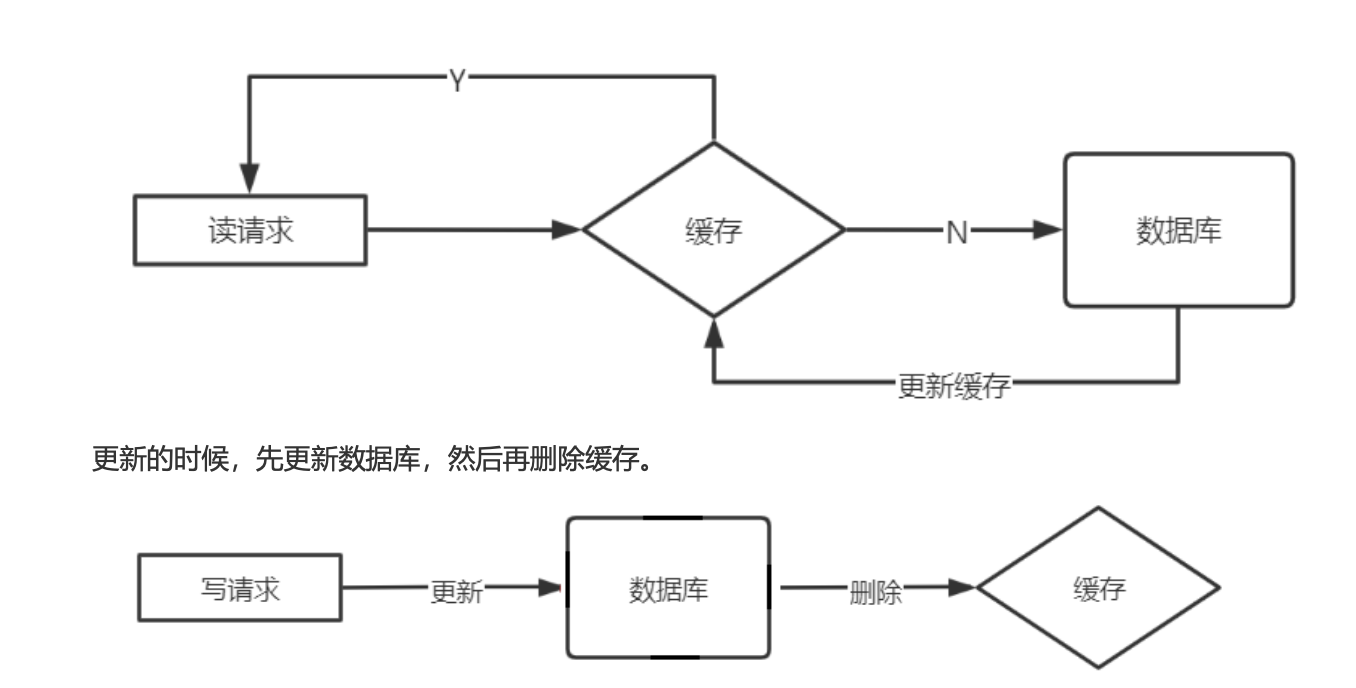 Y
读请求
缓存
N
数据库
更新缓存
更新的时候，先更新数据库，然后再删除缓存。
写请求
更新
数据库
删除
缓存